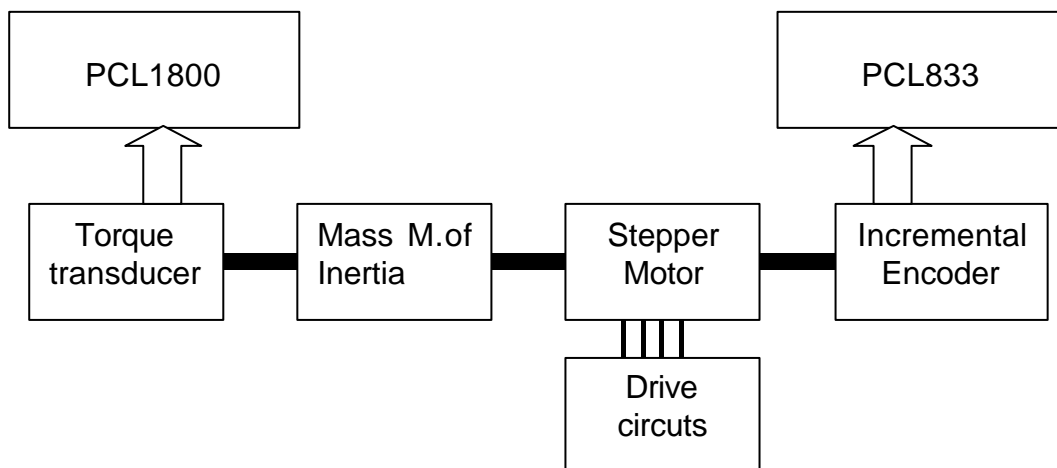 PCL1800
PCL833
Torque
transducer
Mass M.of
Inertia
Stepper
Motor
Incremental
Encoder
Drive
circuts